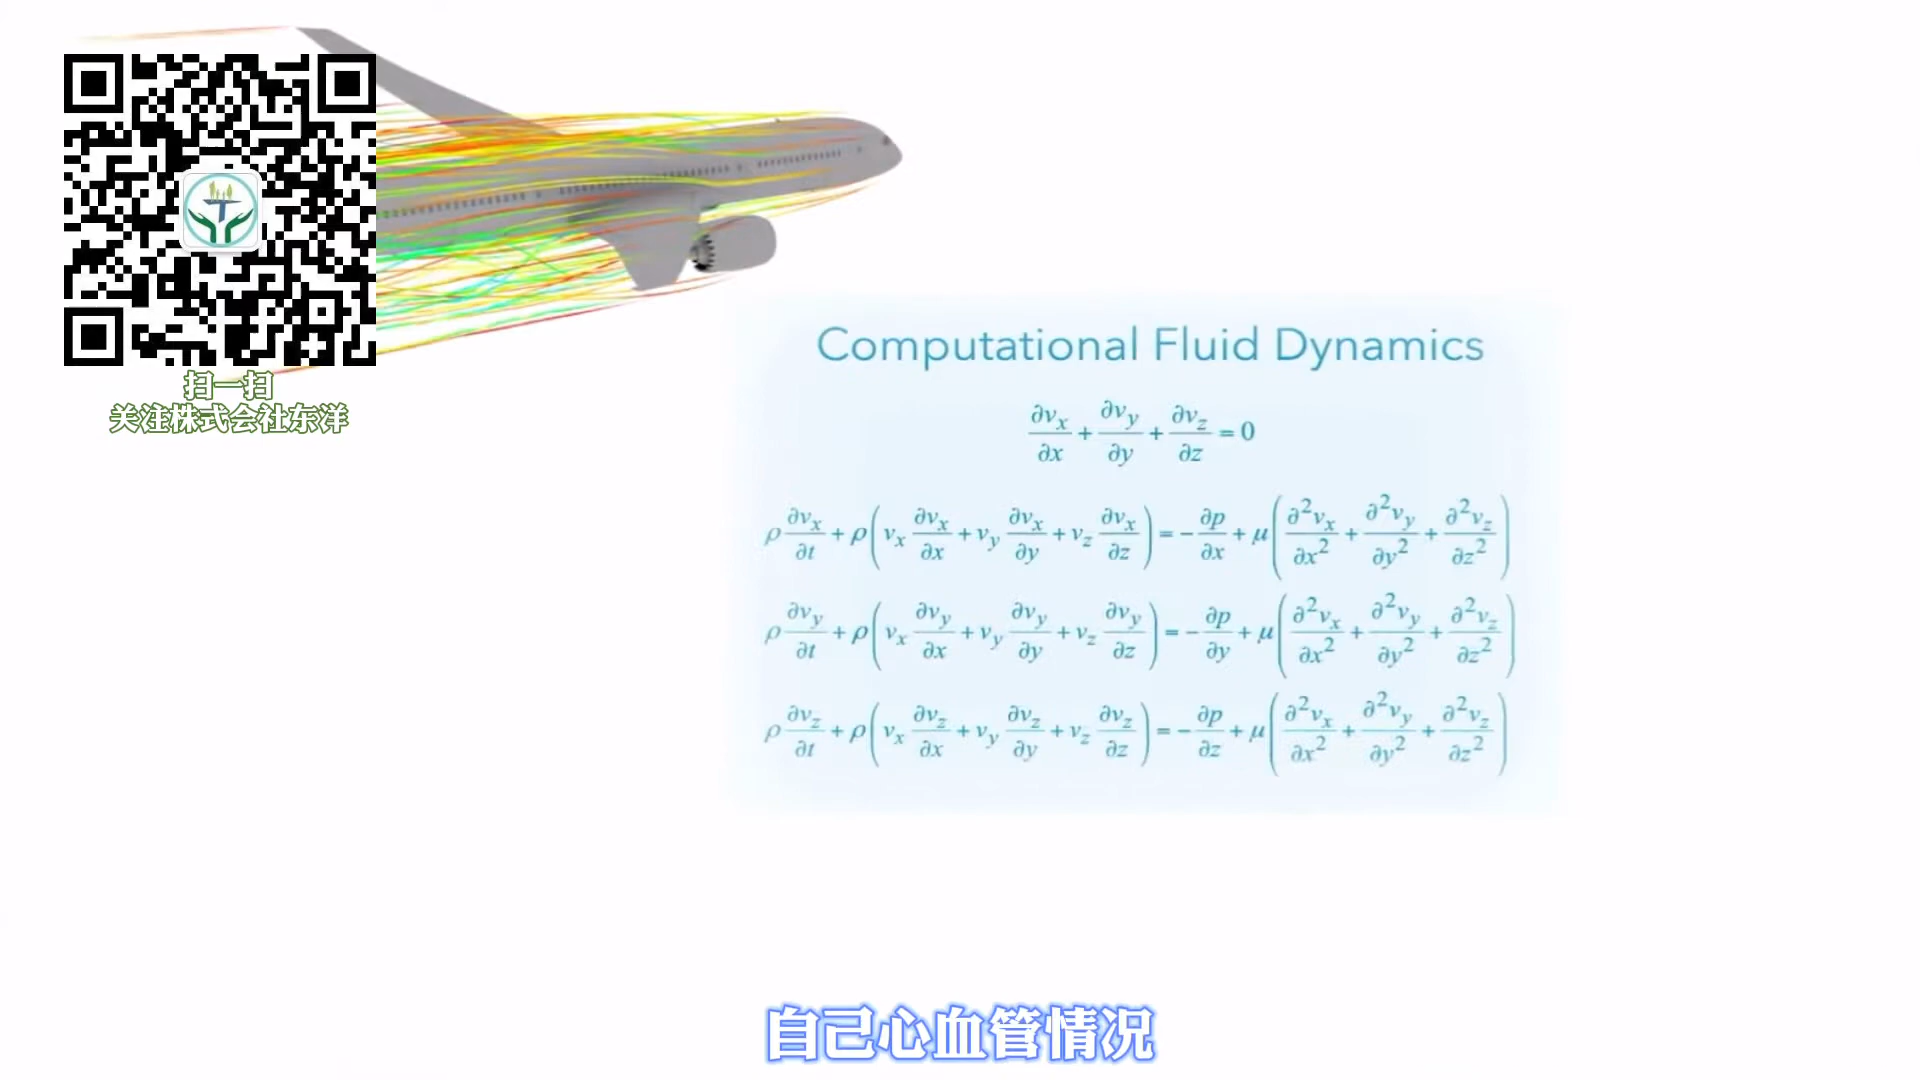 扫一扫
关注株式会社东洋
Computational Fluid Dynamics
∂v_x/∂x + ∂v_y/∂y + ∂v_z/∂z = 0
ρ ∂v_x/∂t + ρ( v_x ∂v_x/∂x + v_y ∂v_x/∂y + v_z ∂v_x/∂z ) = - ∂p/∂x + μ( ∂²v_x/∂x² + ∂²v_y/∂y² + ∂²v_z/∂z² )
ρ ∂v_y/∂t + ρ( v_x ∂v_y/∂x + v_y ∂v_y/∂y + v_z ∂v_y/∂z ) = - ∂p/∂y + μ( ∂²v_x/∂x² + ∂²v_y/∂y² + ∂²v_z/∂z² )
ρ ∂v_z/∂t + ρ( v_x ∂v_z/∂x + v_y ∂v_z/∂y + v_z ∂v_z/∂z ) = - ∂p/∂z + μ( ∂²v_x/∂x² + ∂²v_y/∂y² + ∂²v_z/∂z² )
自己心血管情况